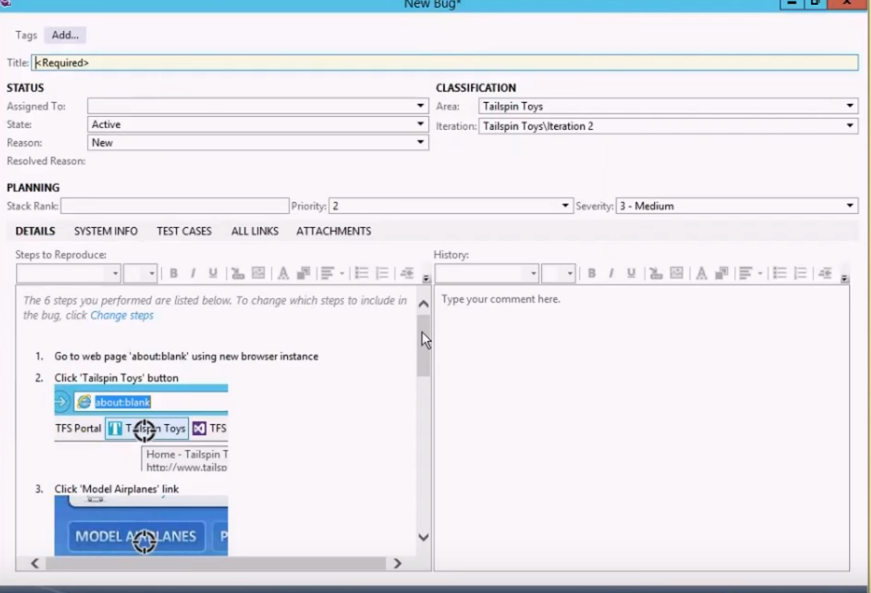 New Bug*
Tags Add...
Title: <Required>
STATUS
CLASSIFICATION
Assigned To:
Area: Tailspin Toys
State: Active
Iteration: Tailspin Toys\Iteration 2
Reason: New
Resolved Reason:
PLANNING
Stack Rank: Priority: 2 Severity: 3 - Medium
DETAILS SYSTEM INFO TEST CASES ALL LINKS ATTACHMENTS
Steps to Reproduce:
History:
B I U A
B I U A
The 6 steps you performed are listed below. To change which steps to include in
the bug, click Change steps
Type your comment here.
1. Go to web page 'about:blank' using new browser instance
2. Click 'Tailspin Toys' button
about:blank
TFS Portal Tailspin Toys TFS
Home - Tailspin T
http://www.tailso
3. Click 'Model Airplanes' link
MODEL AIRPLANES P